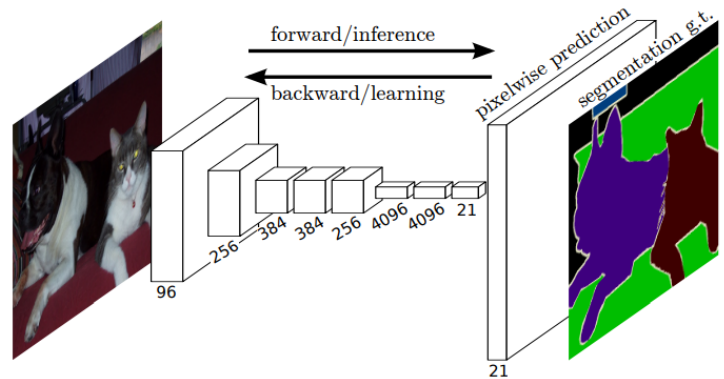 forward/inference
backward/learning
pixelwise prediction
segmentation g.t.
96
256
384
384
256
4096
4096
21
21